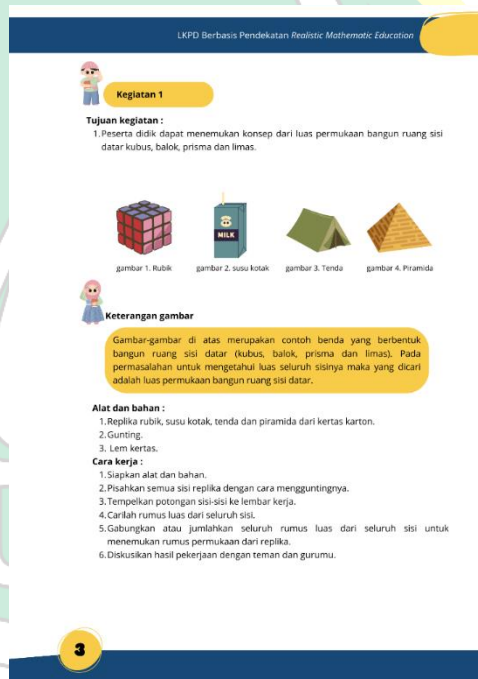 LKPD Berbasis Pendekatan Realistic Mathematic Education
Kegiatan 1
Tujuan kegiatan :
1.Peserta didik dapat menemukan konsep dari luas permukaan bangun ruang sisi
datar kubus, balok, prisma dan limas.
MILK
gambar 1. Rubik gambar 2. susu kotak gambar 3. Tenda gambar 4. Piramida
Keterangan gambar
Gambar-gambar di atas merupakan contoh benda yang berbentuk
bangun ruang sisi datar (kubus, balok, prisma dan limas). Pada
permasalahan untuk mengetahui luas seluruh sisinya maka yang dicari
adalah luas permukaan bangun ruang sisi datar.
Alat dan bahan :
1.Replika rubik, susu kotak, tenda dan piramida dari kertas karton.
2.Gunting.
3. Lem kertas.
Cara kerja :
1.Siapkan alat dan bahan.
2.Pisahkan semua sisi replika dengan cara mengguntingnya.
3.Tempelkan potongan sisi-sisi ke lembar kerja.
4.Carilah rumus luas dari seluruh sisi.
5.Gabungkan atau jumlahkan seluruh rumus luas dari seluruh sisi untuk
menemukan rumus permukaan dari replika.
6.Diskusikan hasil pekerjaan dengan teman dan gurumu.
3